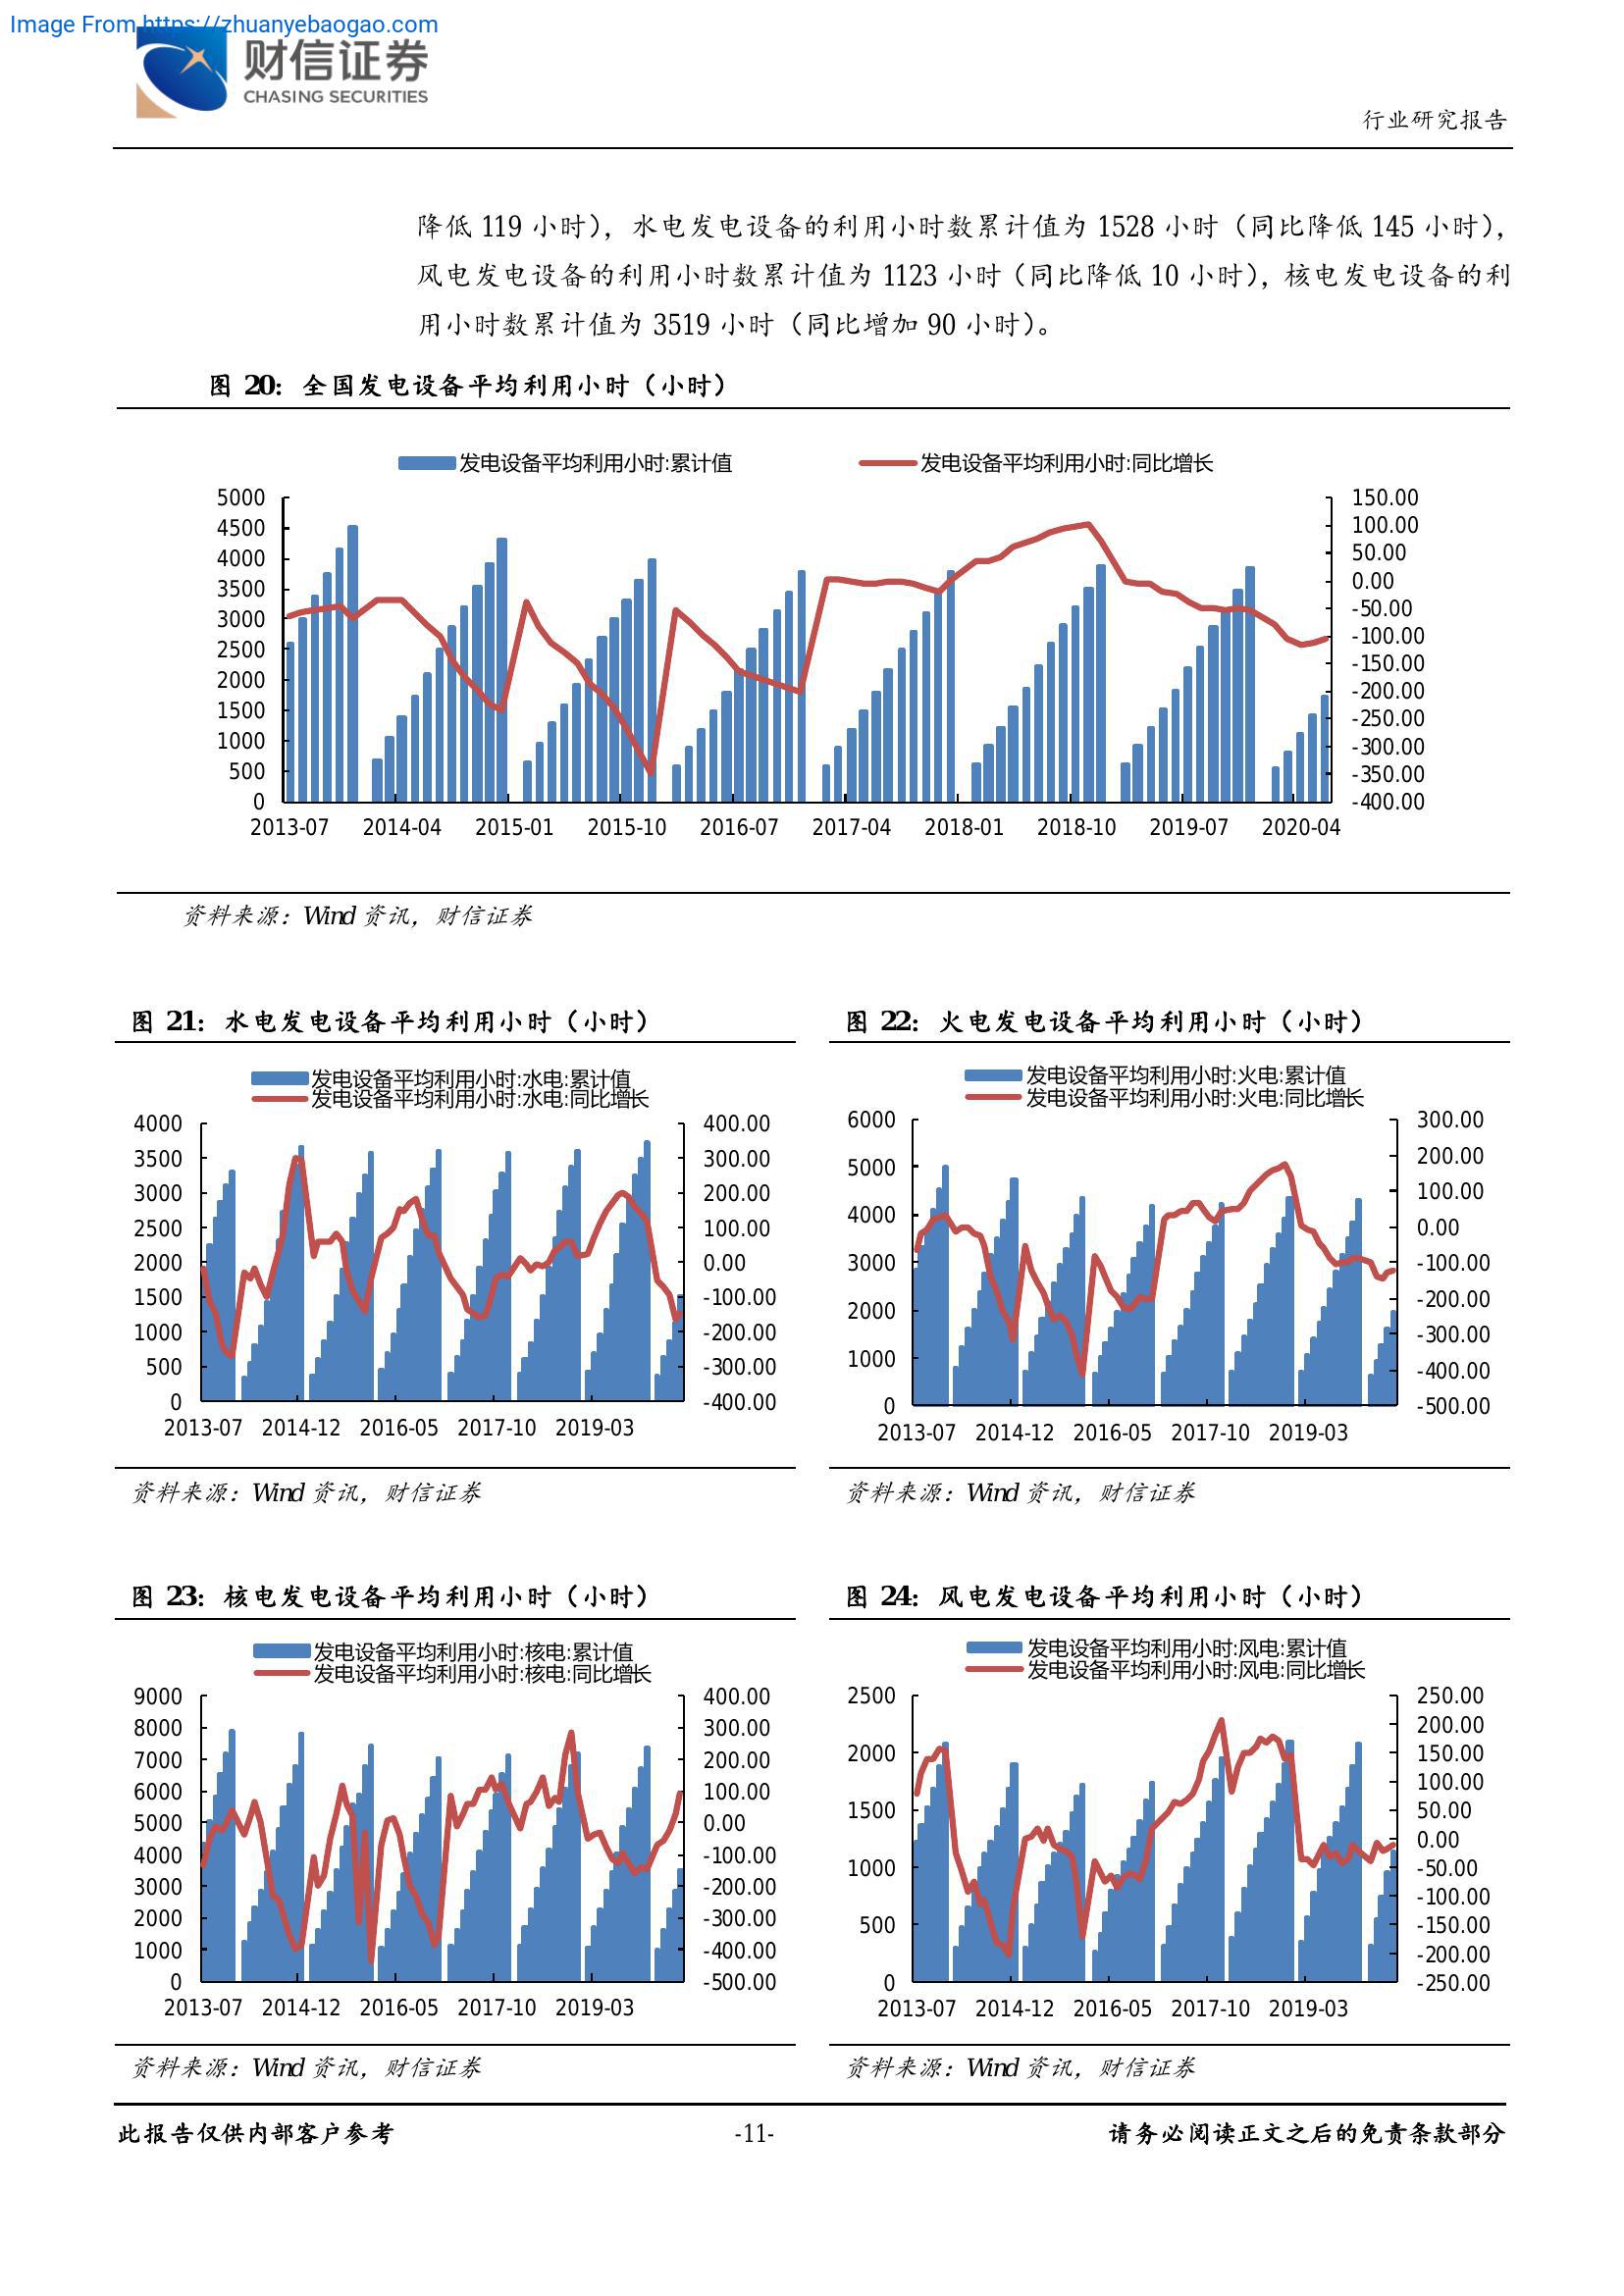 Image From https://zhuanyebaogao.com
财信证券
CHASING SECURITIES
行业研究报告
降低 119 小时），水电发电设备的利用小时数累计值为 1528 小时（同比降低 145 小时），
风电发电设备的利用小时数累计值为 1123 小时（同比降低 10 小时），核电发电设备的利
用小时数累计值为 3519 小时（同比增加 90 小时）。
图 20：全国发电设备平均利用小时（小时）
发电设备平均利用小时:累计值 发电设备平均利用小时:同比增长
5000 150.00
4500 100.00
4000 50.00
3500 0.00
3000 -50.00
2500 -100.00
2000 -150.00
1500 -200.00
1000 -250.00
500 -300.00
0 -350.00
-400.00
2013-07 2014-04 2015-01 2015-10 2016-07 2017-04 2018-01 2018-10 2019-07 2020-04
资料来源：Wind 资讯，财信证券
图 21：水电发电设备平均利用小时（小时）
发电设备平均利用小时:水电:累计值
发电设备平均利用小时:水电:同比增长
4000 400.00
3500 300.00
3000 200.00
2500 100.00
2000 0.00
1500 -100.00
1000 -200.00
500 -300.00
0 -400.00
2013-07 2014-12 2016-05 2017-10 2019-03
资料来源：Wind 资讯，财信证券
图 22：火电发电设备平均利用小时（小时）
发电设备平均利用小时:火电:累计值
发电设备平均利用小时:火电:同比增长
6000 300.00
5000 200.00
4000 100.00
3000 0.00
2000 -100.00
1000 -200.00
0 -300.00
-400.00
-500.00
2013-07 2014-12 2016-05 2017-10 2019-03
资料来源：Wind 资讯，财信证券
图 23：核电发电设备平均利用小时（小时）
发电设备平均利用小时:核电:累计值
发电设备平均利用小时:核电:同比增长
9000 400.00
8000 300.00
7000 200.00
6000 100.00
5000 0.00
4000 -100.00
3000 -200.00
2000 -300.00
1000 -400.00
0 -500.00
2013-07 2014-12 2016-05 2017-10 2019-03
资料来源：Wind 资讯，财信证券
图 24：风电发电设备平均利用小时（小时）
发电设备平均利用小时:风电:累计值
发电设备平均利用小时:风电:同比增长
2500 250.00
2000 200.00
1500 150.00
1000 100.00
500 50.00
0 0.00
-50.00
-100.00
-150.00
-200.00
-250.00
2013-07 2014-12 2016-05 2017-10 2019-03
资料来源：Wind 资讯，财信证券
此报告仅供内部客户参考 -11- 请务必阅读正文之后的免责条款部分